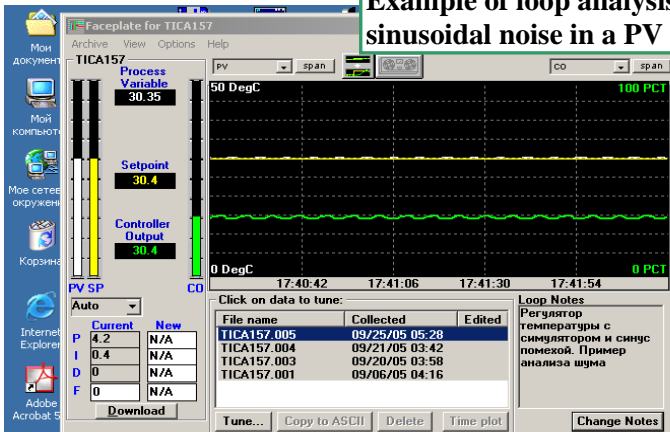 Example of loop analysis
sinusoidal noise in a PV
Faceplate for TICA157
Archive View Options Help
Мои
докумен
Мой
компьют
Мое сетев
окружен
Корзина
Internet
Explorer
Adobe
Acrobat 5
TICA157
Process
Variable
30.35
Setpoint
30.4
Controller
Output
30.4
PV SP CO
Auto
Current New
P 4.2 N/A
I 0.4 N/A
D 0 N/A
F 0 N/A
Download
PV span CO span
50 DegC 100 PCT
0 DegC 0 PCT
17:40:42 17:41:06 17:41:30 17:41:54
Click on data to tune:
File name Collected Edited
TICA157.005 09/25/05 05:28
TICA157.004 09/21/05 03:42
TICA157.003 09/20/05 03:58
TICA157.001 09/06/05 04:16
Tune... Copy to ASCII Delete Time plot
Loop Notes
Регулятор
температуры с
симулятором и синус
помехой. Пример
анализа шума
Change Notes